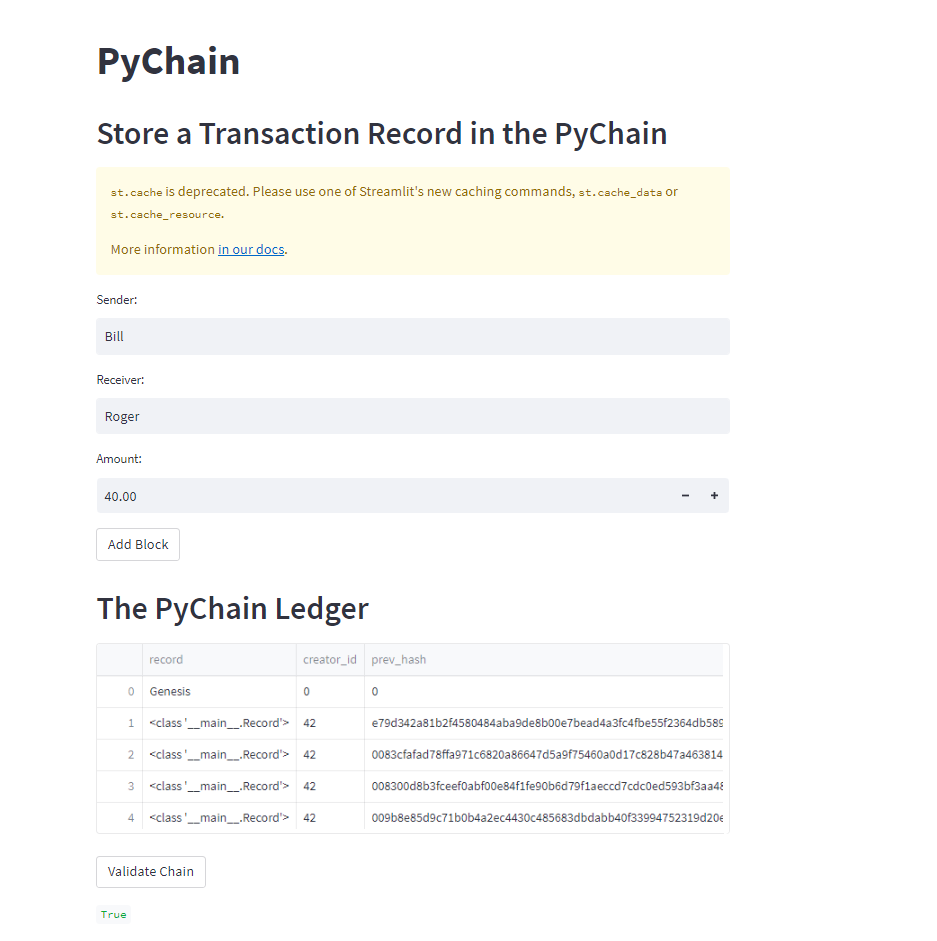 PyChain
Store a Transaction Record in the PyChain
st.cache is deprecated. Please use one of Streamlit's new caching commands, st.cache_data or
st.cache_resource.
More information in our docs.
Sender:
Bill
Receiver:
Roger
Amount:
40.00 − +
Add Block
The PyChain Ledger
record creator_id prev_hash
0 Genesis 0 0
1 <class '__main__.Record'> 42 e79d342a81b2f4580484aba9de8b00e7bead4a3fc4fbe55f2364db589
2 <class '__main__.Record'> 42 0083cfafad78ffa971c6820a86647d5a9f75460a0d17c828b47a463814
3 <class '__main__.Record'> 42 008300d8b3fceef0abf00e84f1fe90b6d79f1aeccd7cdc0ed593bf3aa48
4 <class '__main__.Record'> 42 009b8e85d9c71b0b4a2ec4430c485683dbdabb40f33994752319d20e
Validate Chain
True